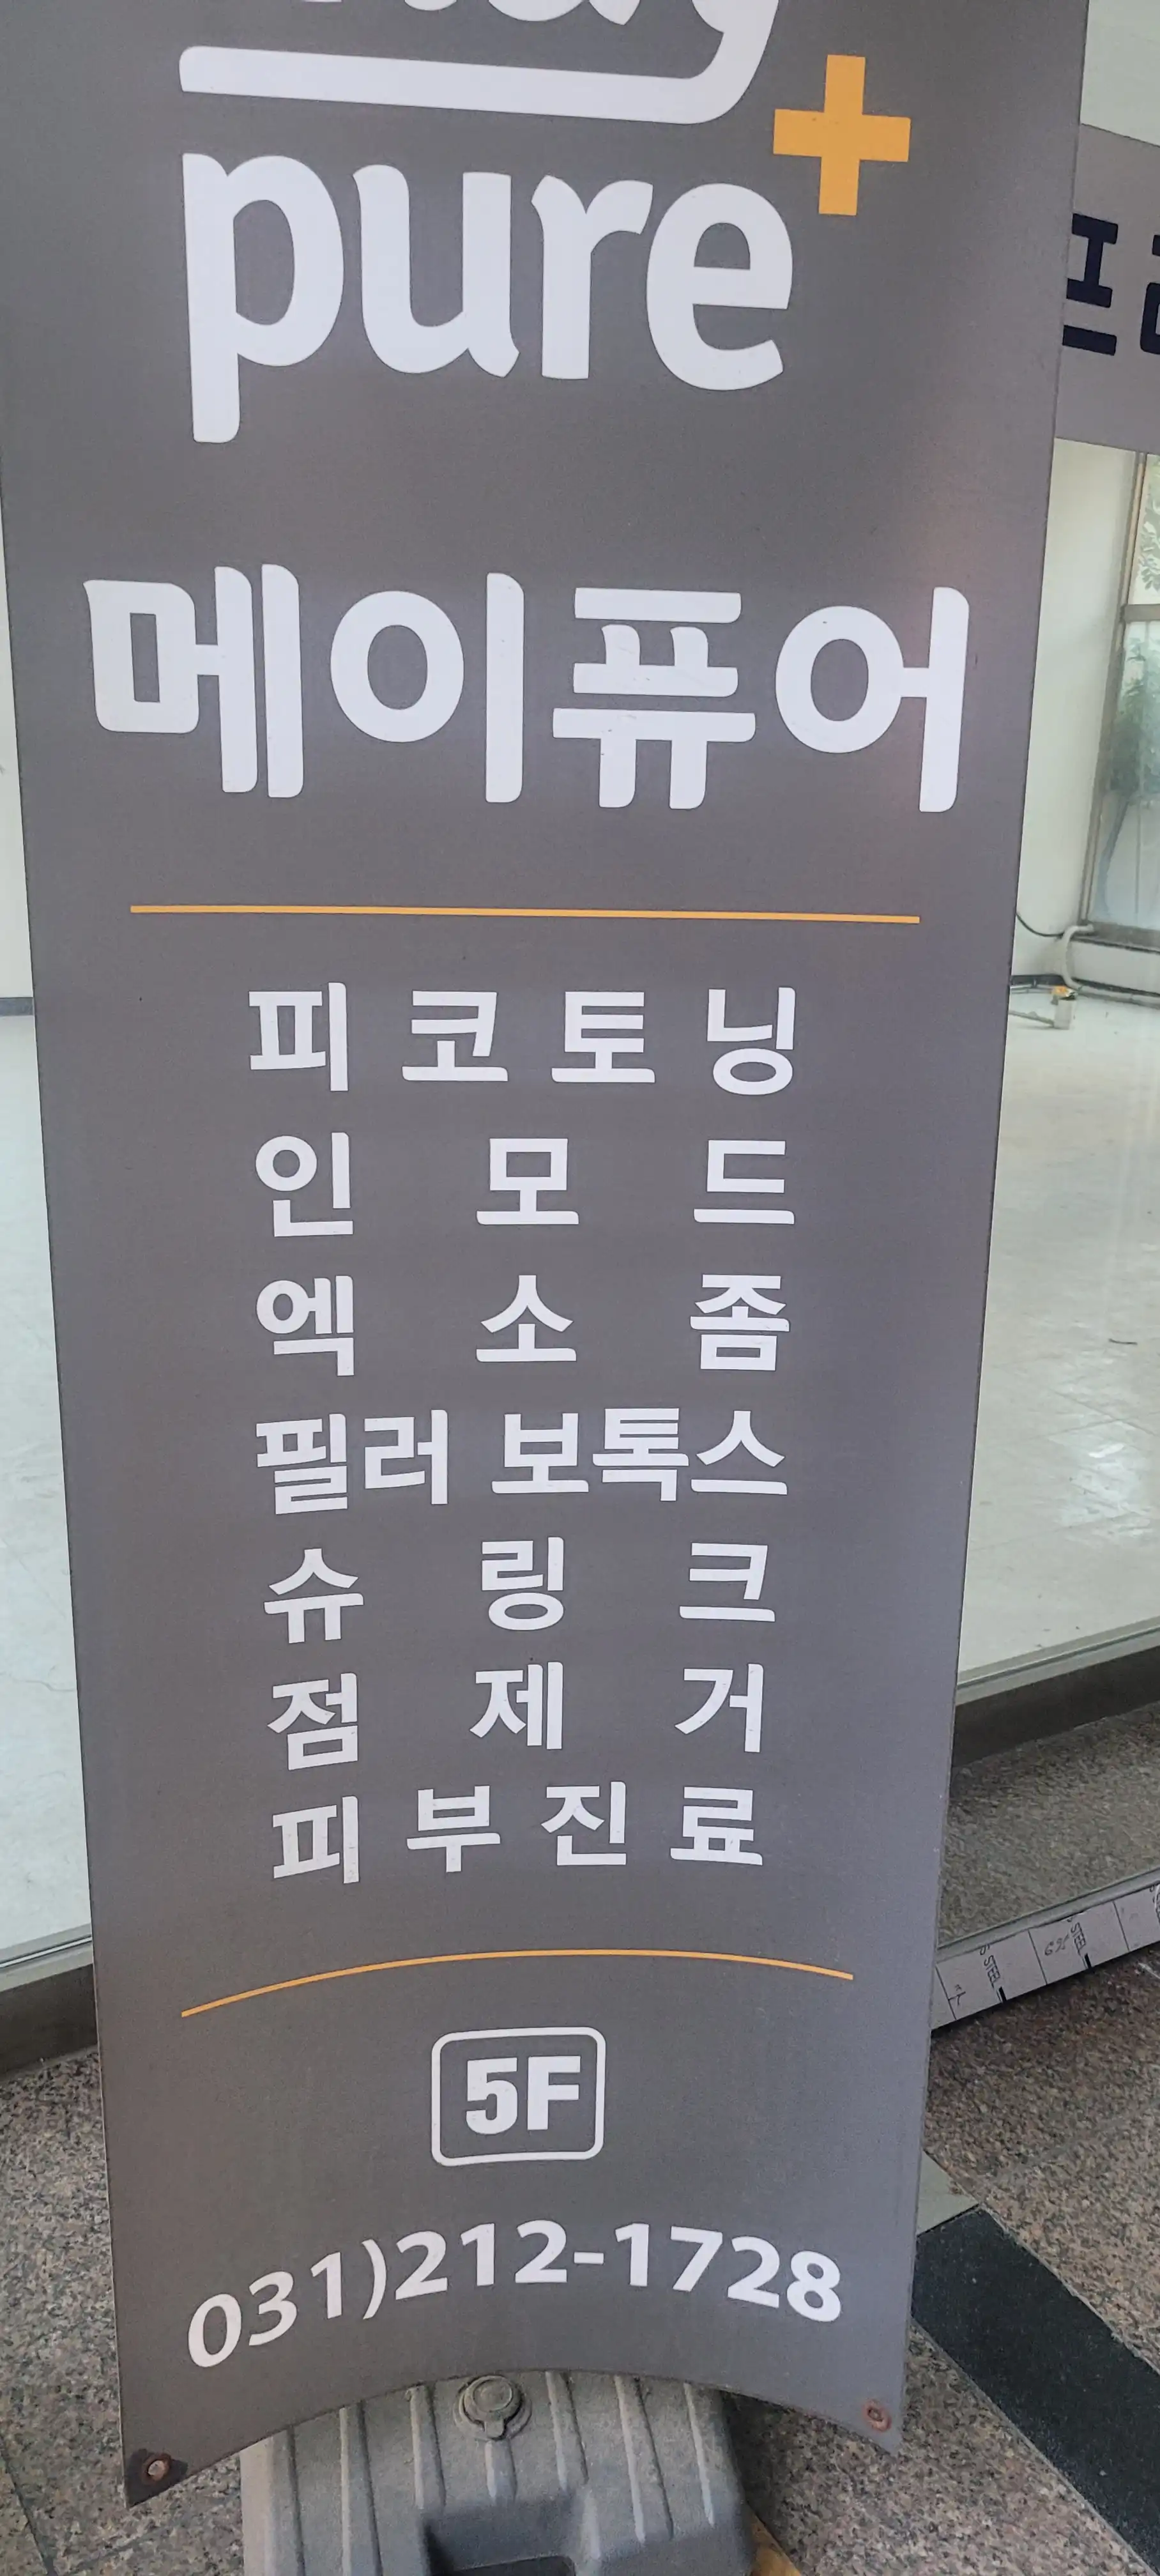 pure+
메이퓨어
피코토닝
인모드
엑소좀
필러 보톡스
슈링크
점제거
피부진료
5F
031)212-1728